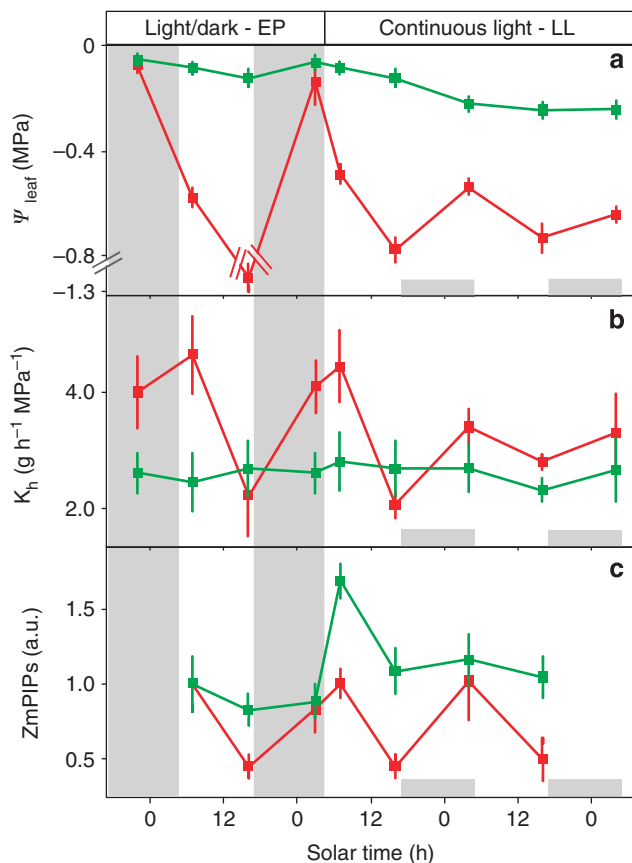 Light/dark - EP Continuous light - LL
0
a
−0.4
Ψ leaf (MPa)
−0.8
−1.3
b
4.0
K h (g h−1 MPa−1)
2.0
c
1.5
ZmPIPs (a.u.)
1.0
0.5
0 12 0 12 0 12 0
Solar time (h)